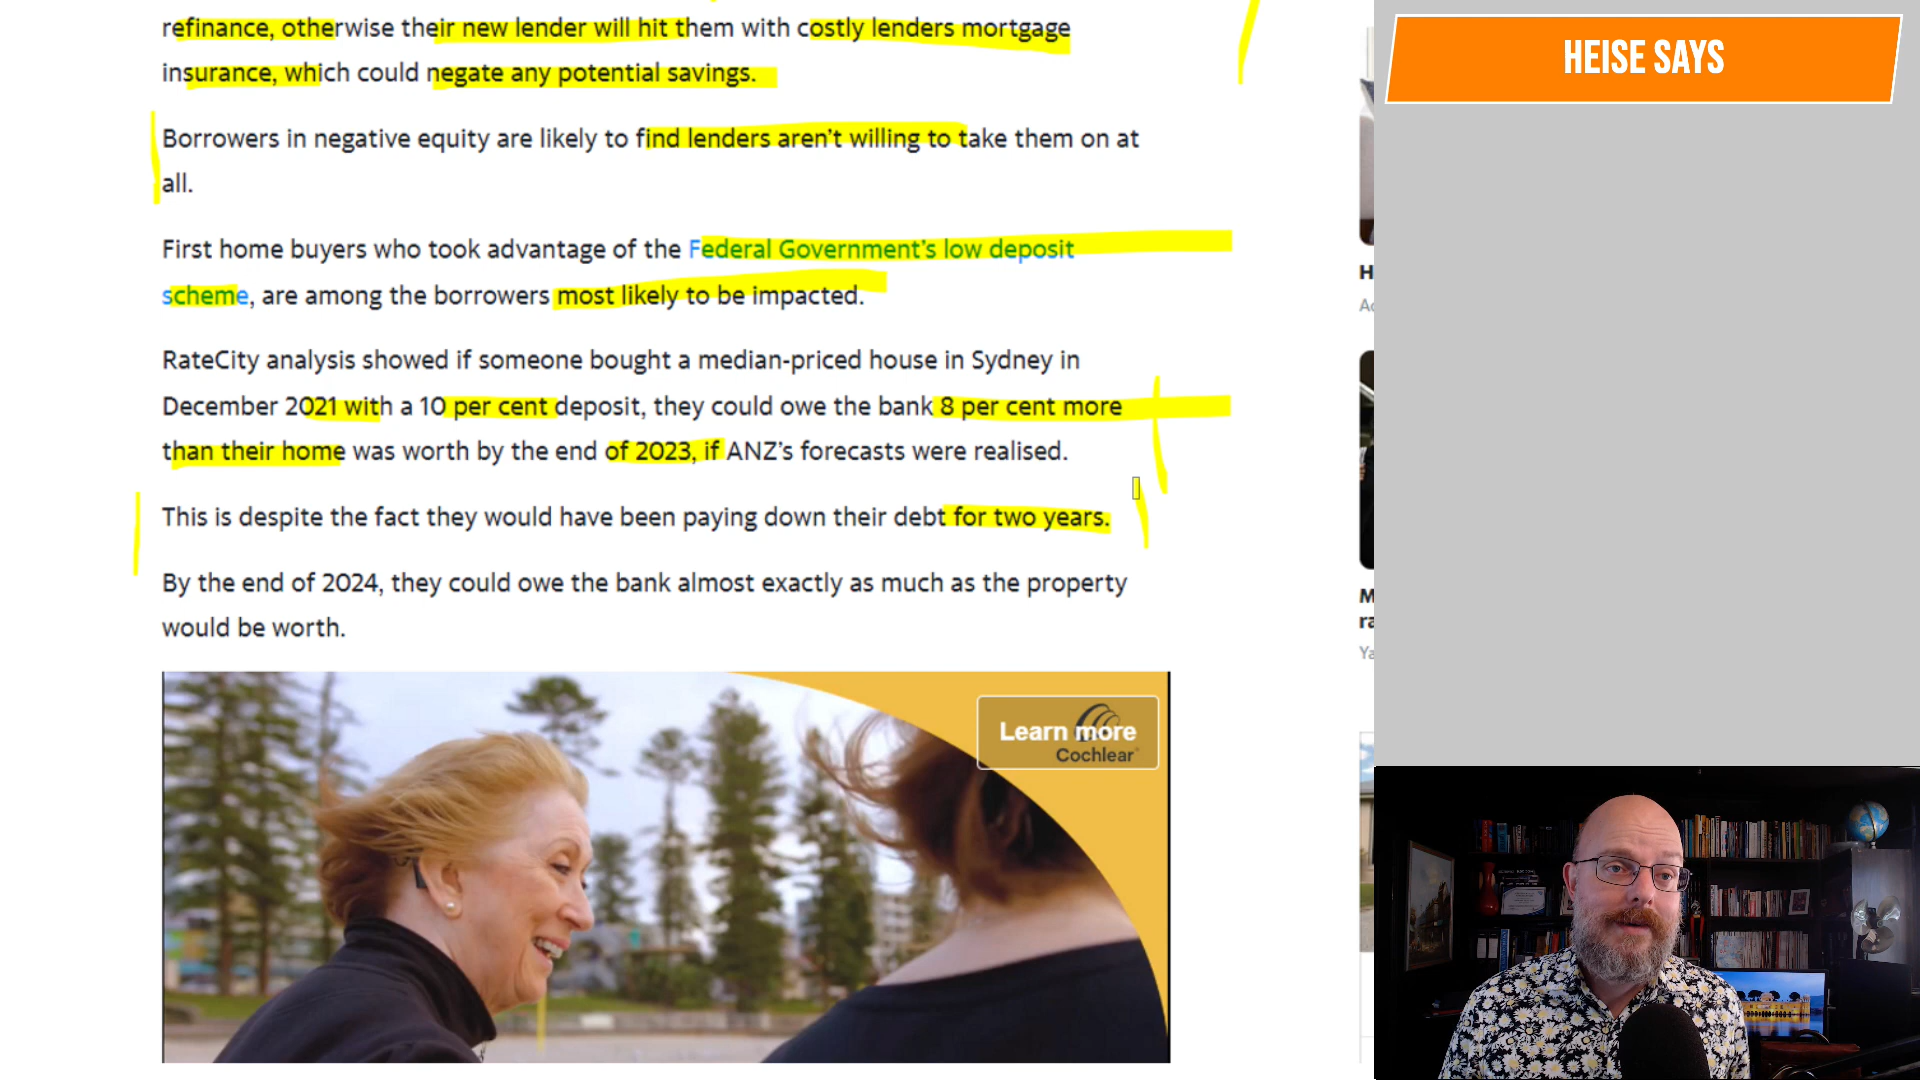 refinance, otherwise their new lender will hit them with costly lenders mortgage
insurance, which could negate any potential savings.
Borrowers in negative equity are likely to find lenders aren't willing to take them on at
all.
First home buyers who took advantage of the Federal Government's low deposit
scheme, are among the borrowers most likely to be impacted.
RateCity analysis showed if someone bought a median-priced house in Sydney in
December 2021 with a 10 per cent deposit, they could owe the bank 8 per cent more
than their home was worth by the end of 2023, if ANZ's forecasts were realised.
This is despite the fact they would have been paying down their debt for two years.
By the end of 2024, they could owe the bank almost exactly as much as the property
would be worth.
Learn more
Cochlear
H
Ac
M
ra
Ya
HEISE SAYS